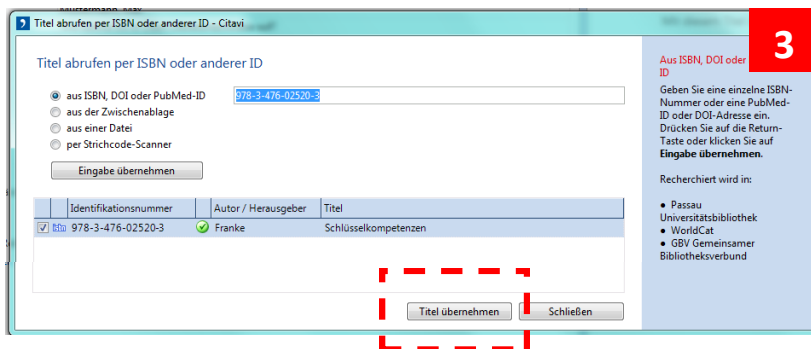 Mustermann, Max
Titel abrufen per ISBN oder anderer ID - Citavi
3
Titel abrufen per ISBN oder anderer ID
aus ISBN, DOI oder PubMed-ID
978-3-476-02520-3
aus der Zwischenablage
aus einer Datei
per Strichcode-Scanner
Eingabe übernehmen
Identifikationsnummer Autor / Herausgeber Titel
978-3-476-02520-3 Franke Schlüsselkompetenzen
Titel übernehmen
Schließen
Aus ISBN, DOI oder
ID
Geben Sie eine einzelne ISBN-
Nummer oder eine PubMed-
ID oder DOI-Adresse ein.
Drücken Sie auf die Return-
Taste oder klicken Sie auf
Eingabe übernehmen.
Recherchiert wird in:
• Passau
Universitätsbibliothek
• WorldCat
• GBV Gemeinsamer
Bibliotheksverbund